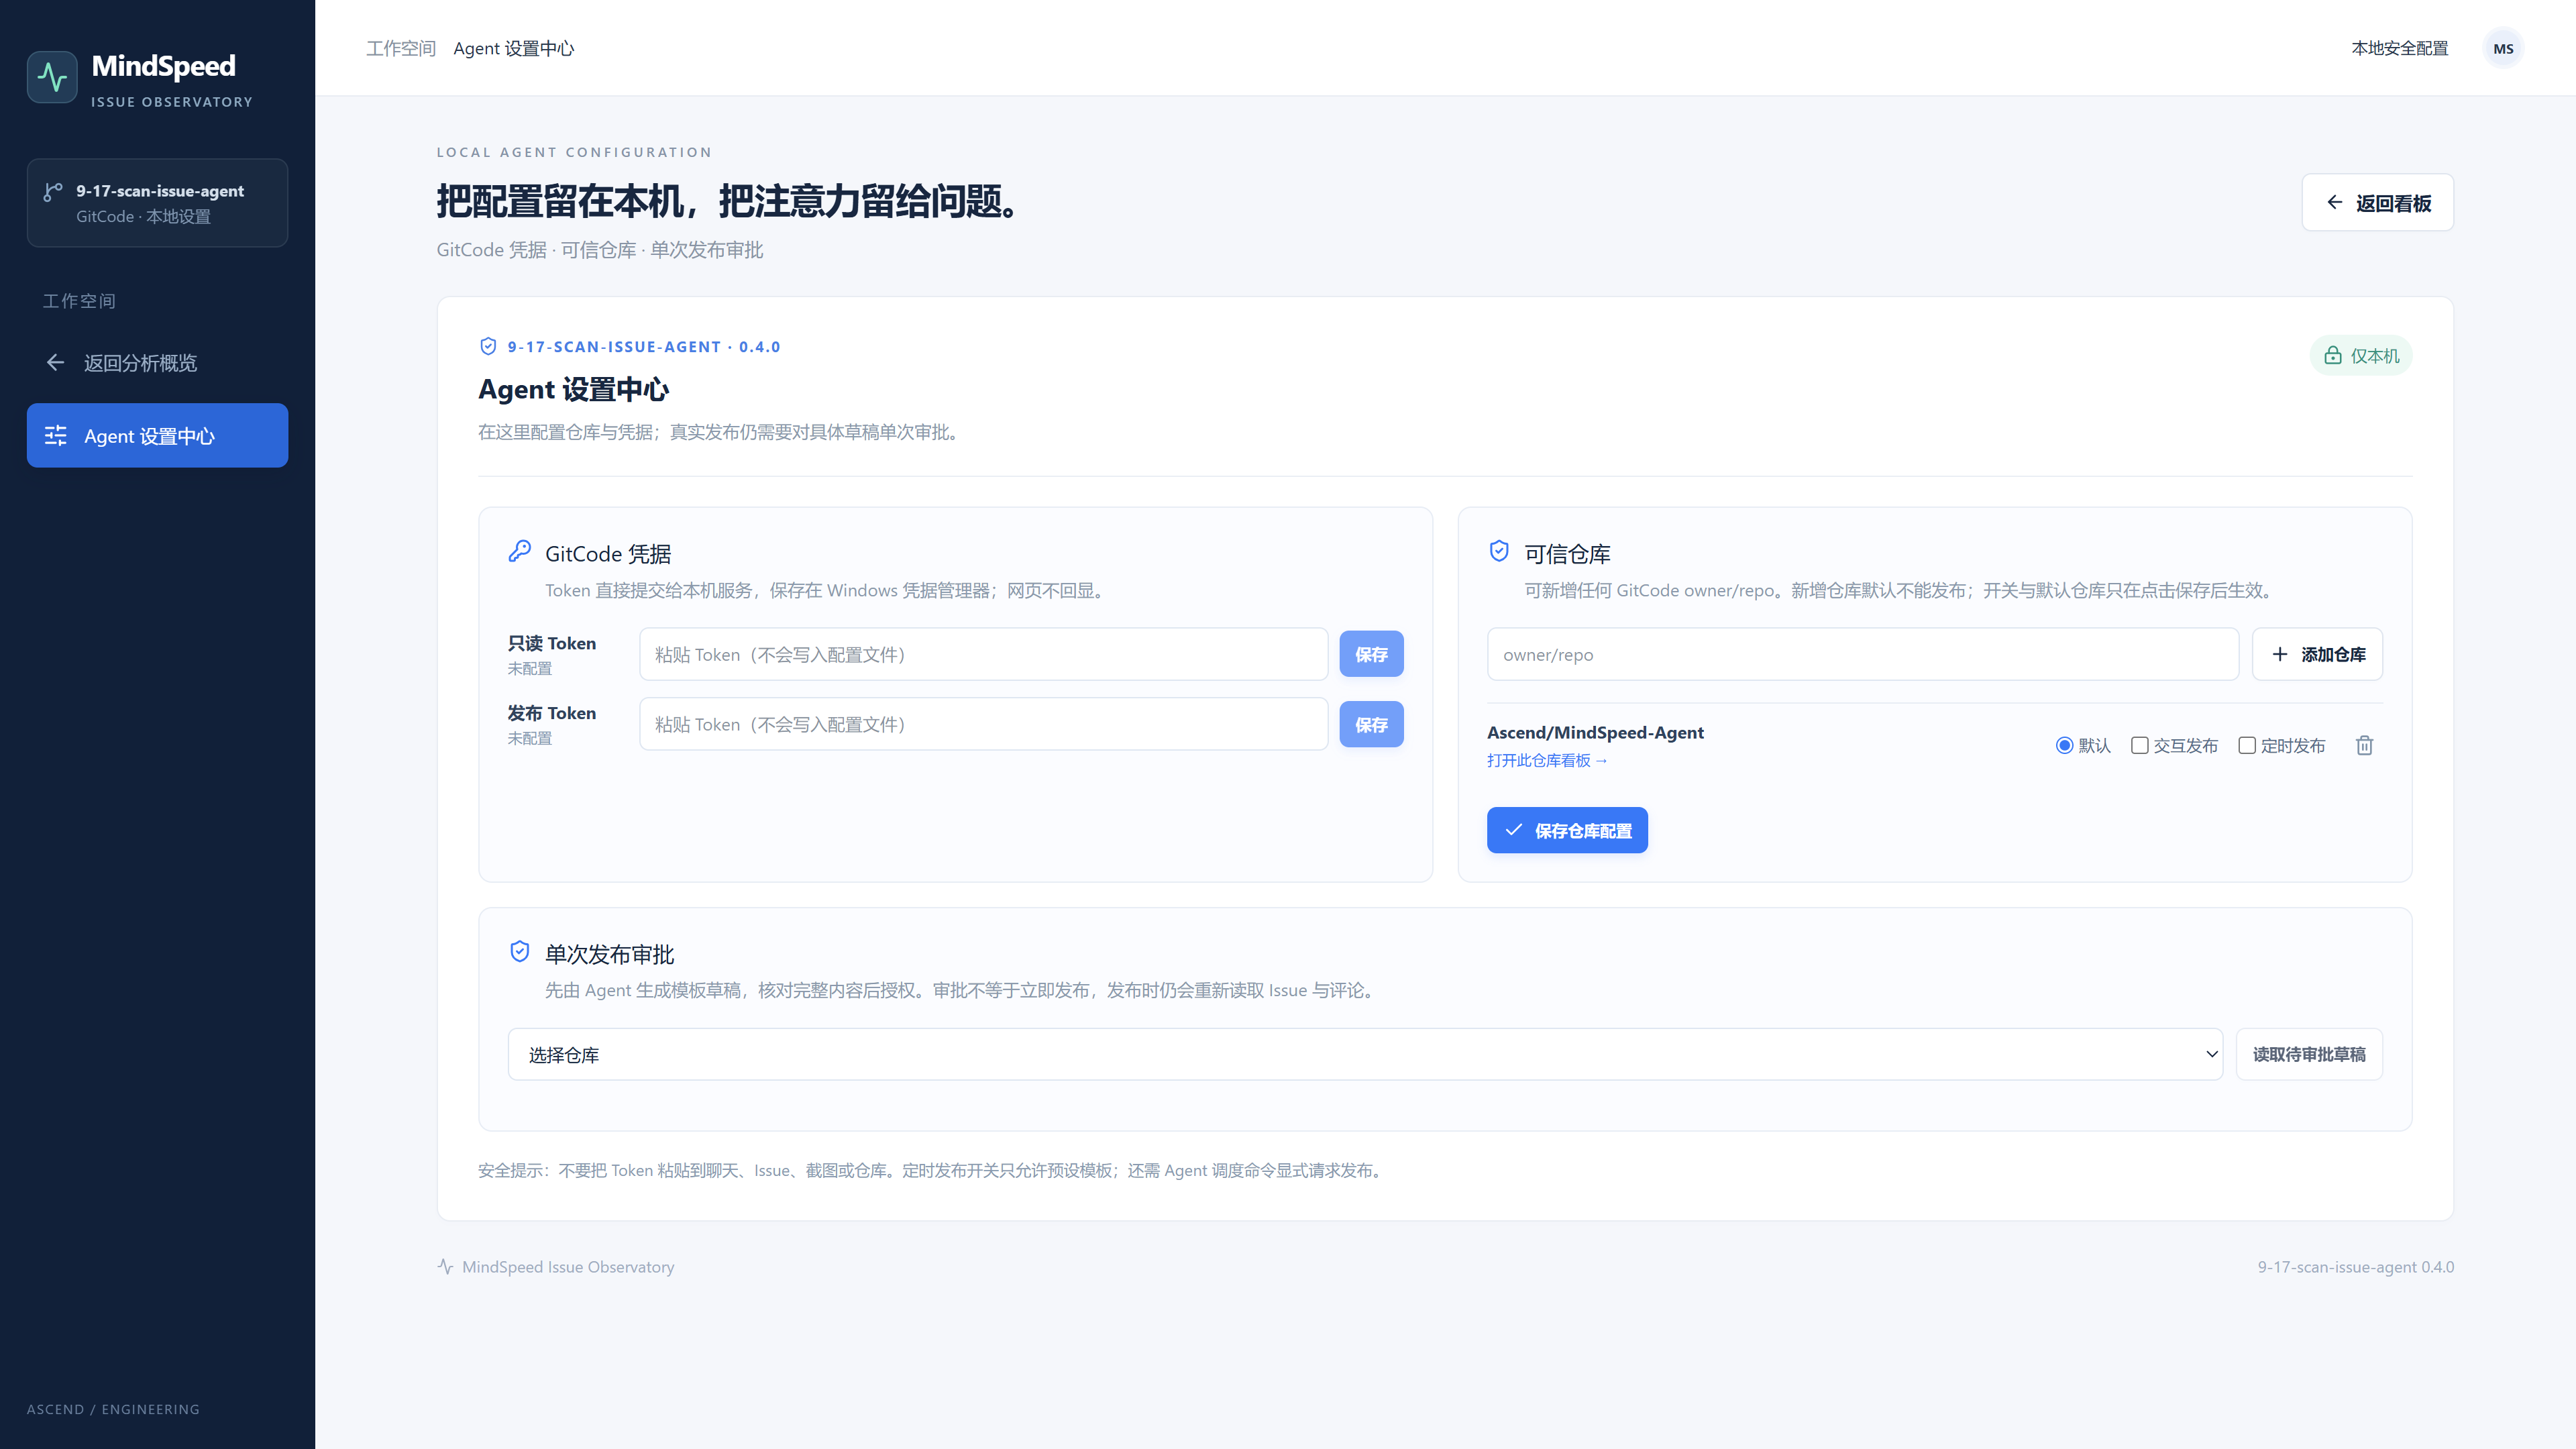 MindSpeed
ISSUE OBSERVATORY
9-17-scan-issue-agent
GitCode · 本地设置
工作空间
返回分析概览
Agent 设置中心
ASCEND / ENGINEERING
工作空间 Agent 设置中心
本地安全配置
MS
LOCAL AGENT CONFIGURATION
把配置留在本机，把注意力留给问题。
GitCode 凭据 · 可信仓库 · 单次发布审批
返回看板
9-17-SCAN-ISSUE-AGENT · 0.4.0
Agent 设置中心
在这里配置仓库与凭据；真实发布仍需要对具体草稿单次审批。
仅本机
GitCode 凭据
Token 直接提交给本机服务，保存在 Windows 凭据管理器；网页不回显。
只读 Token
未配置
粘贴 Token（不会写入配置文件）
保存
发布 Token
未配置
粘贴 Token（不会写入配置文件）
保存
可信仓库
可新增任何 GitCode owner/repo。新增仓库默认不能发布；开关与默认仓库只在点击保存后生效。
owner/repo
添加仓库
Ascend/MindSpeed-Agent
打开此仓库看板 →
默认 交互发布 定时发布
保存仓库配置
单次发布审批
先由 Agent 生成模板草稿，核对完整内容后授权。审批不等于立即发布，发布时仍会重新读取 Issue 与评论。
选择仓库
读取待审批草稿
安全提示：不要把 Token 粘贴到聊天、Issue、截图或仓库。定时发布开关只允许预设模板；还需 Agent 调度命令显式请求发布。
MindSpeed Issue Observatory
9-17-scan-issue-agent 0.4.0